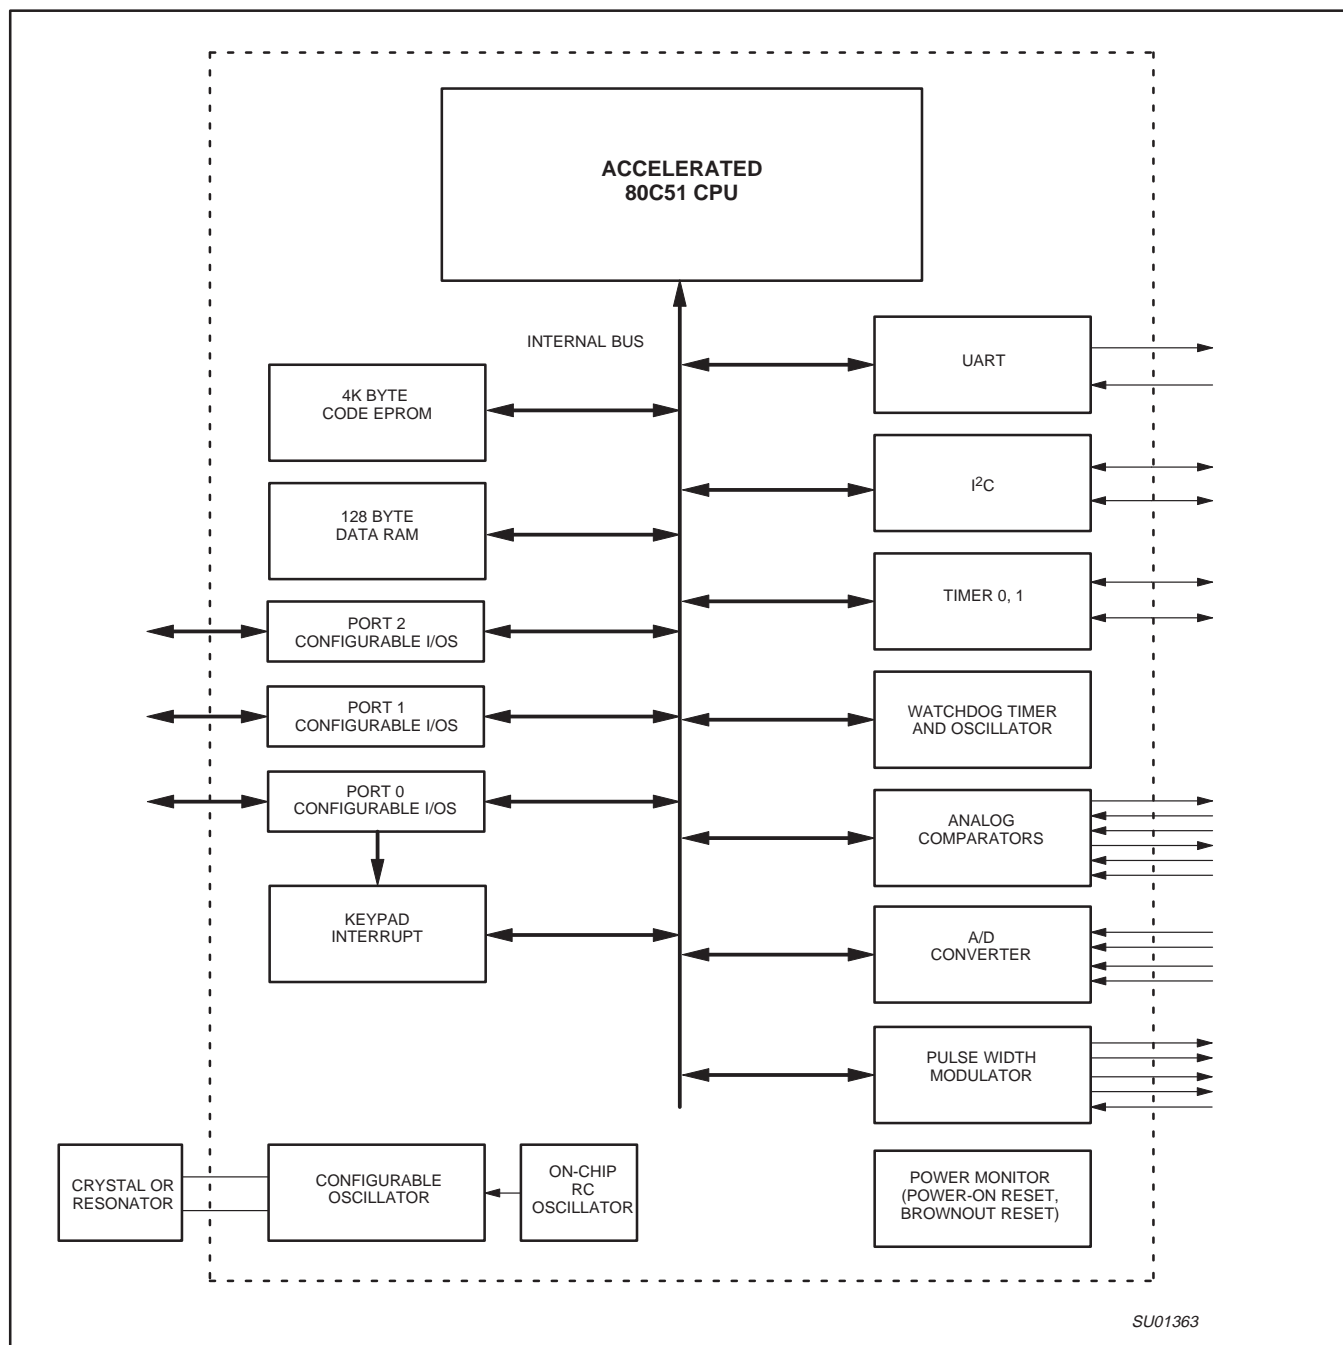 ACCELERATED
80C51 CPU
INTERNAL BUS
UART
4K BYTE
CODE EPROM
I²C
128 BYTE
DATA RAM
TIMER 0, 1
PORT 2
CONFIGURABLE I/OS
PORT 1
CONFIGURABLE I/OS
WATCHDOG TIMER
AND OSCILLATOR
PORT 0
CONFIGURABLE I/OS
ANALOG
COMPARATORS
KEYPAD
INTERRUPT
A/D
CONVERTER
PULSE WIDTH
MODULATOR
CRYSTAL OR
RESONATOR
CONFIGURABLE
OSCILLATOR
ON-CHIP
RC
OSCILLATOR
POWER MONITOR
(POWER-ON RESET,
BROWNOUT RESET)
SU01363